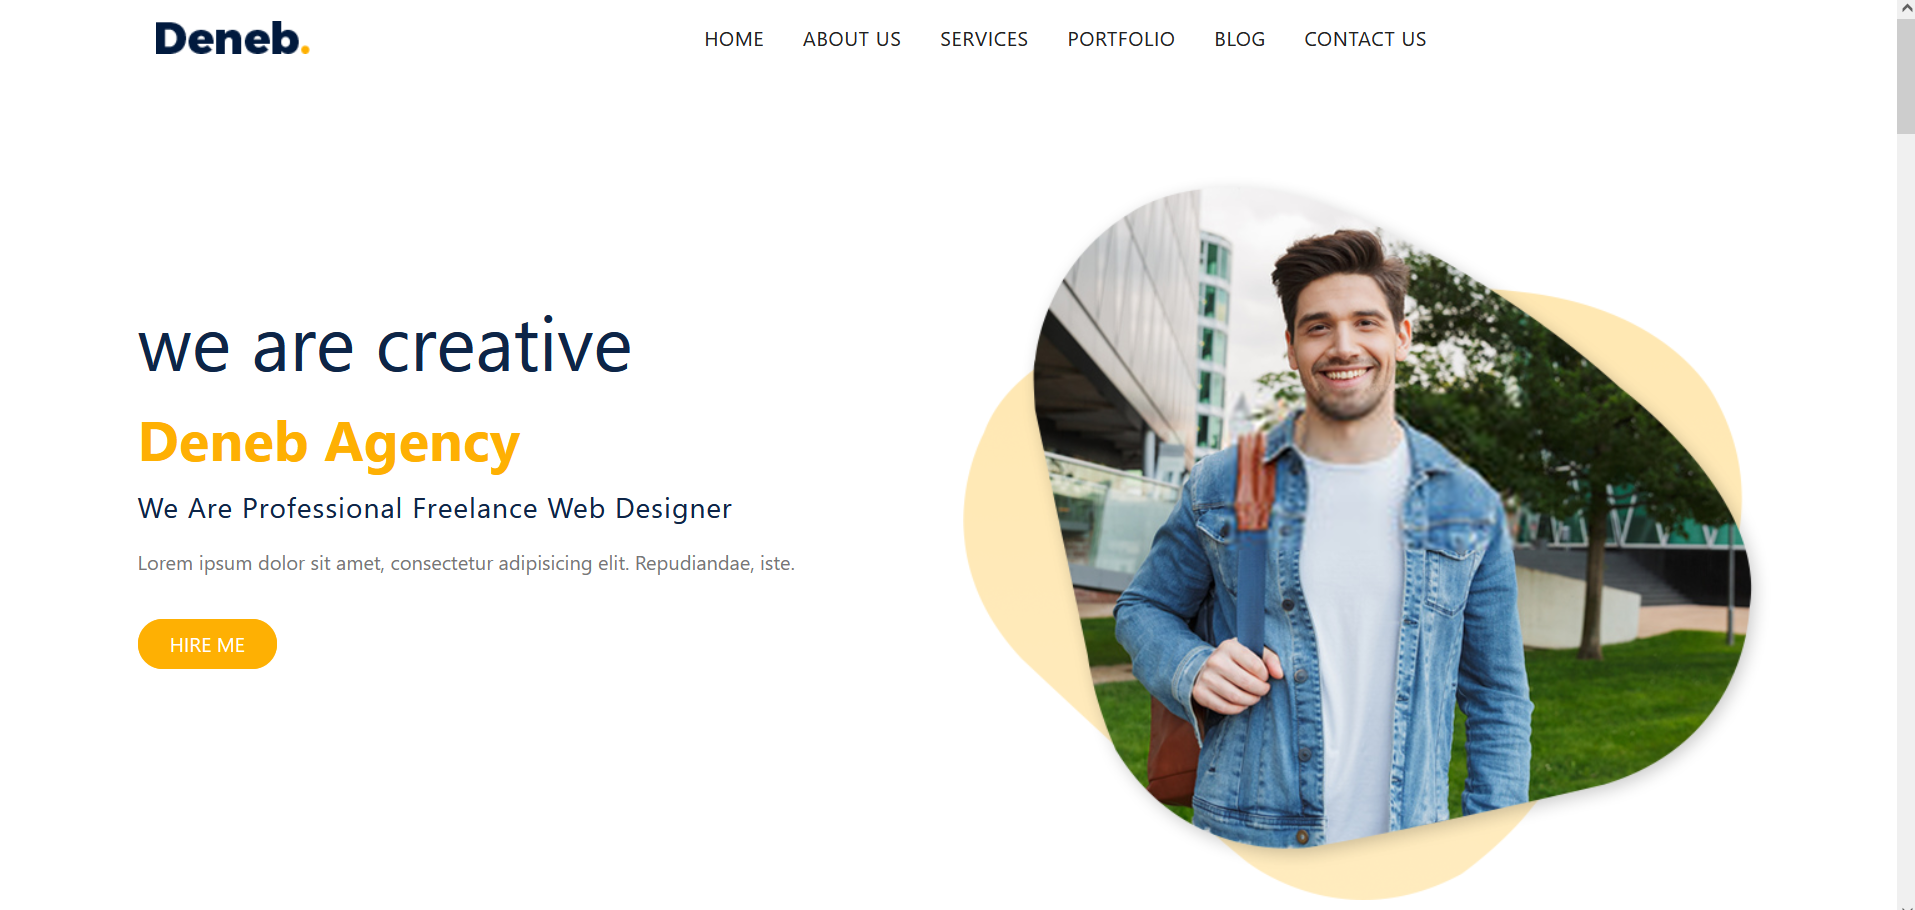 Deneb.
HOME ABOUT US SERVICES PORTFOLIO BLOG CONTACT US
we are creative
Deneb Agency
We Are Professional Freelance Web Designer
Lorem ipsum dolor sit amet, consectetur adipisicing elit. Repudiandae, iste.
HIRE ME